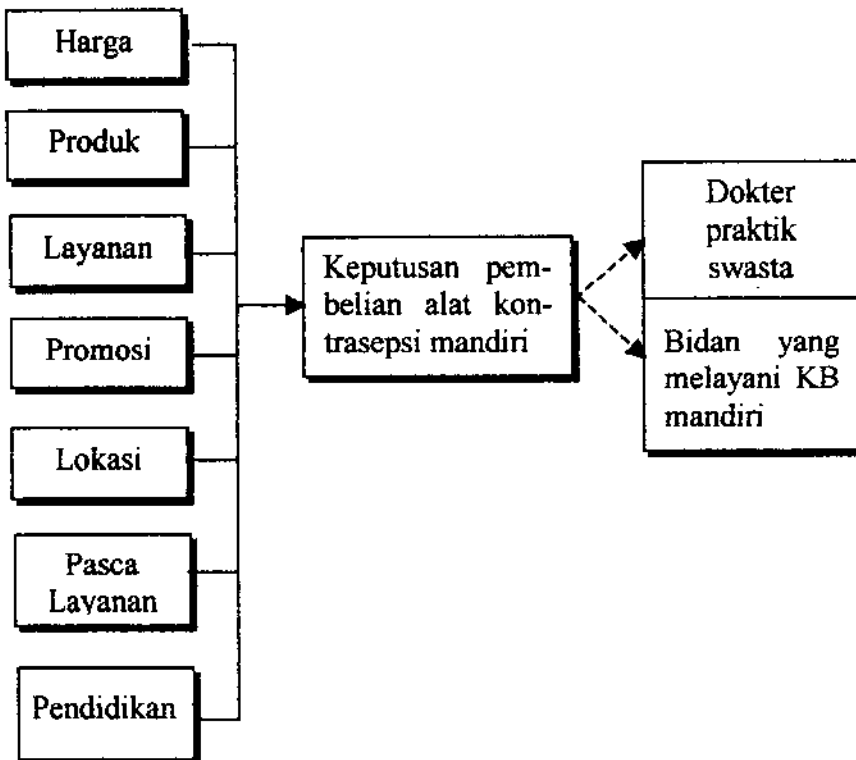 Harga
Produk
Layanan
Promosi
Lokasi
Pasca
Layanan
Pendidikan
Keputusan pem-
belian alat kon-
trasepsi mandiri
Dokter
praktik
swasta
Bidan yang
melayani KB
mandiri